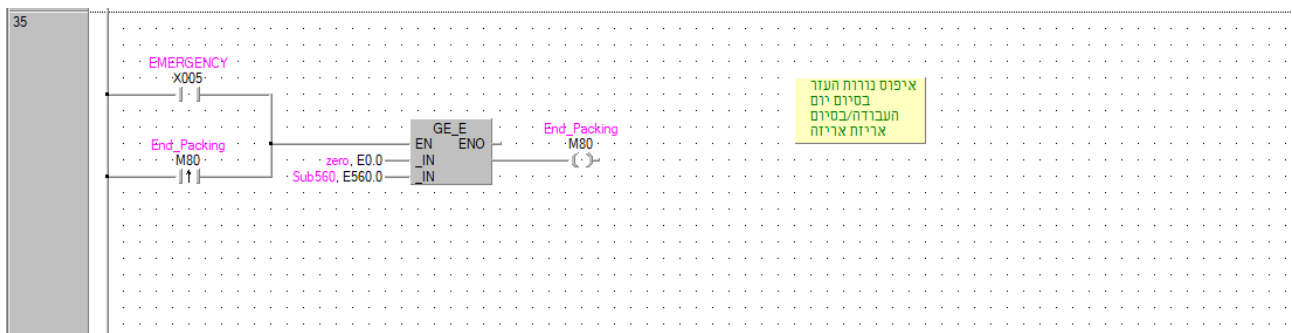 35
EMERGENCY
X005
End_Packing
M80
zero, E0.0
Sub560, E560.0
GE_E
EN ENO
_IN
_IN
End_Packing
M80
איפוס נורות העזר
בסיום יום
העבודה/בסיום
אריזת אריזה